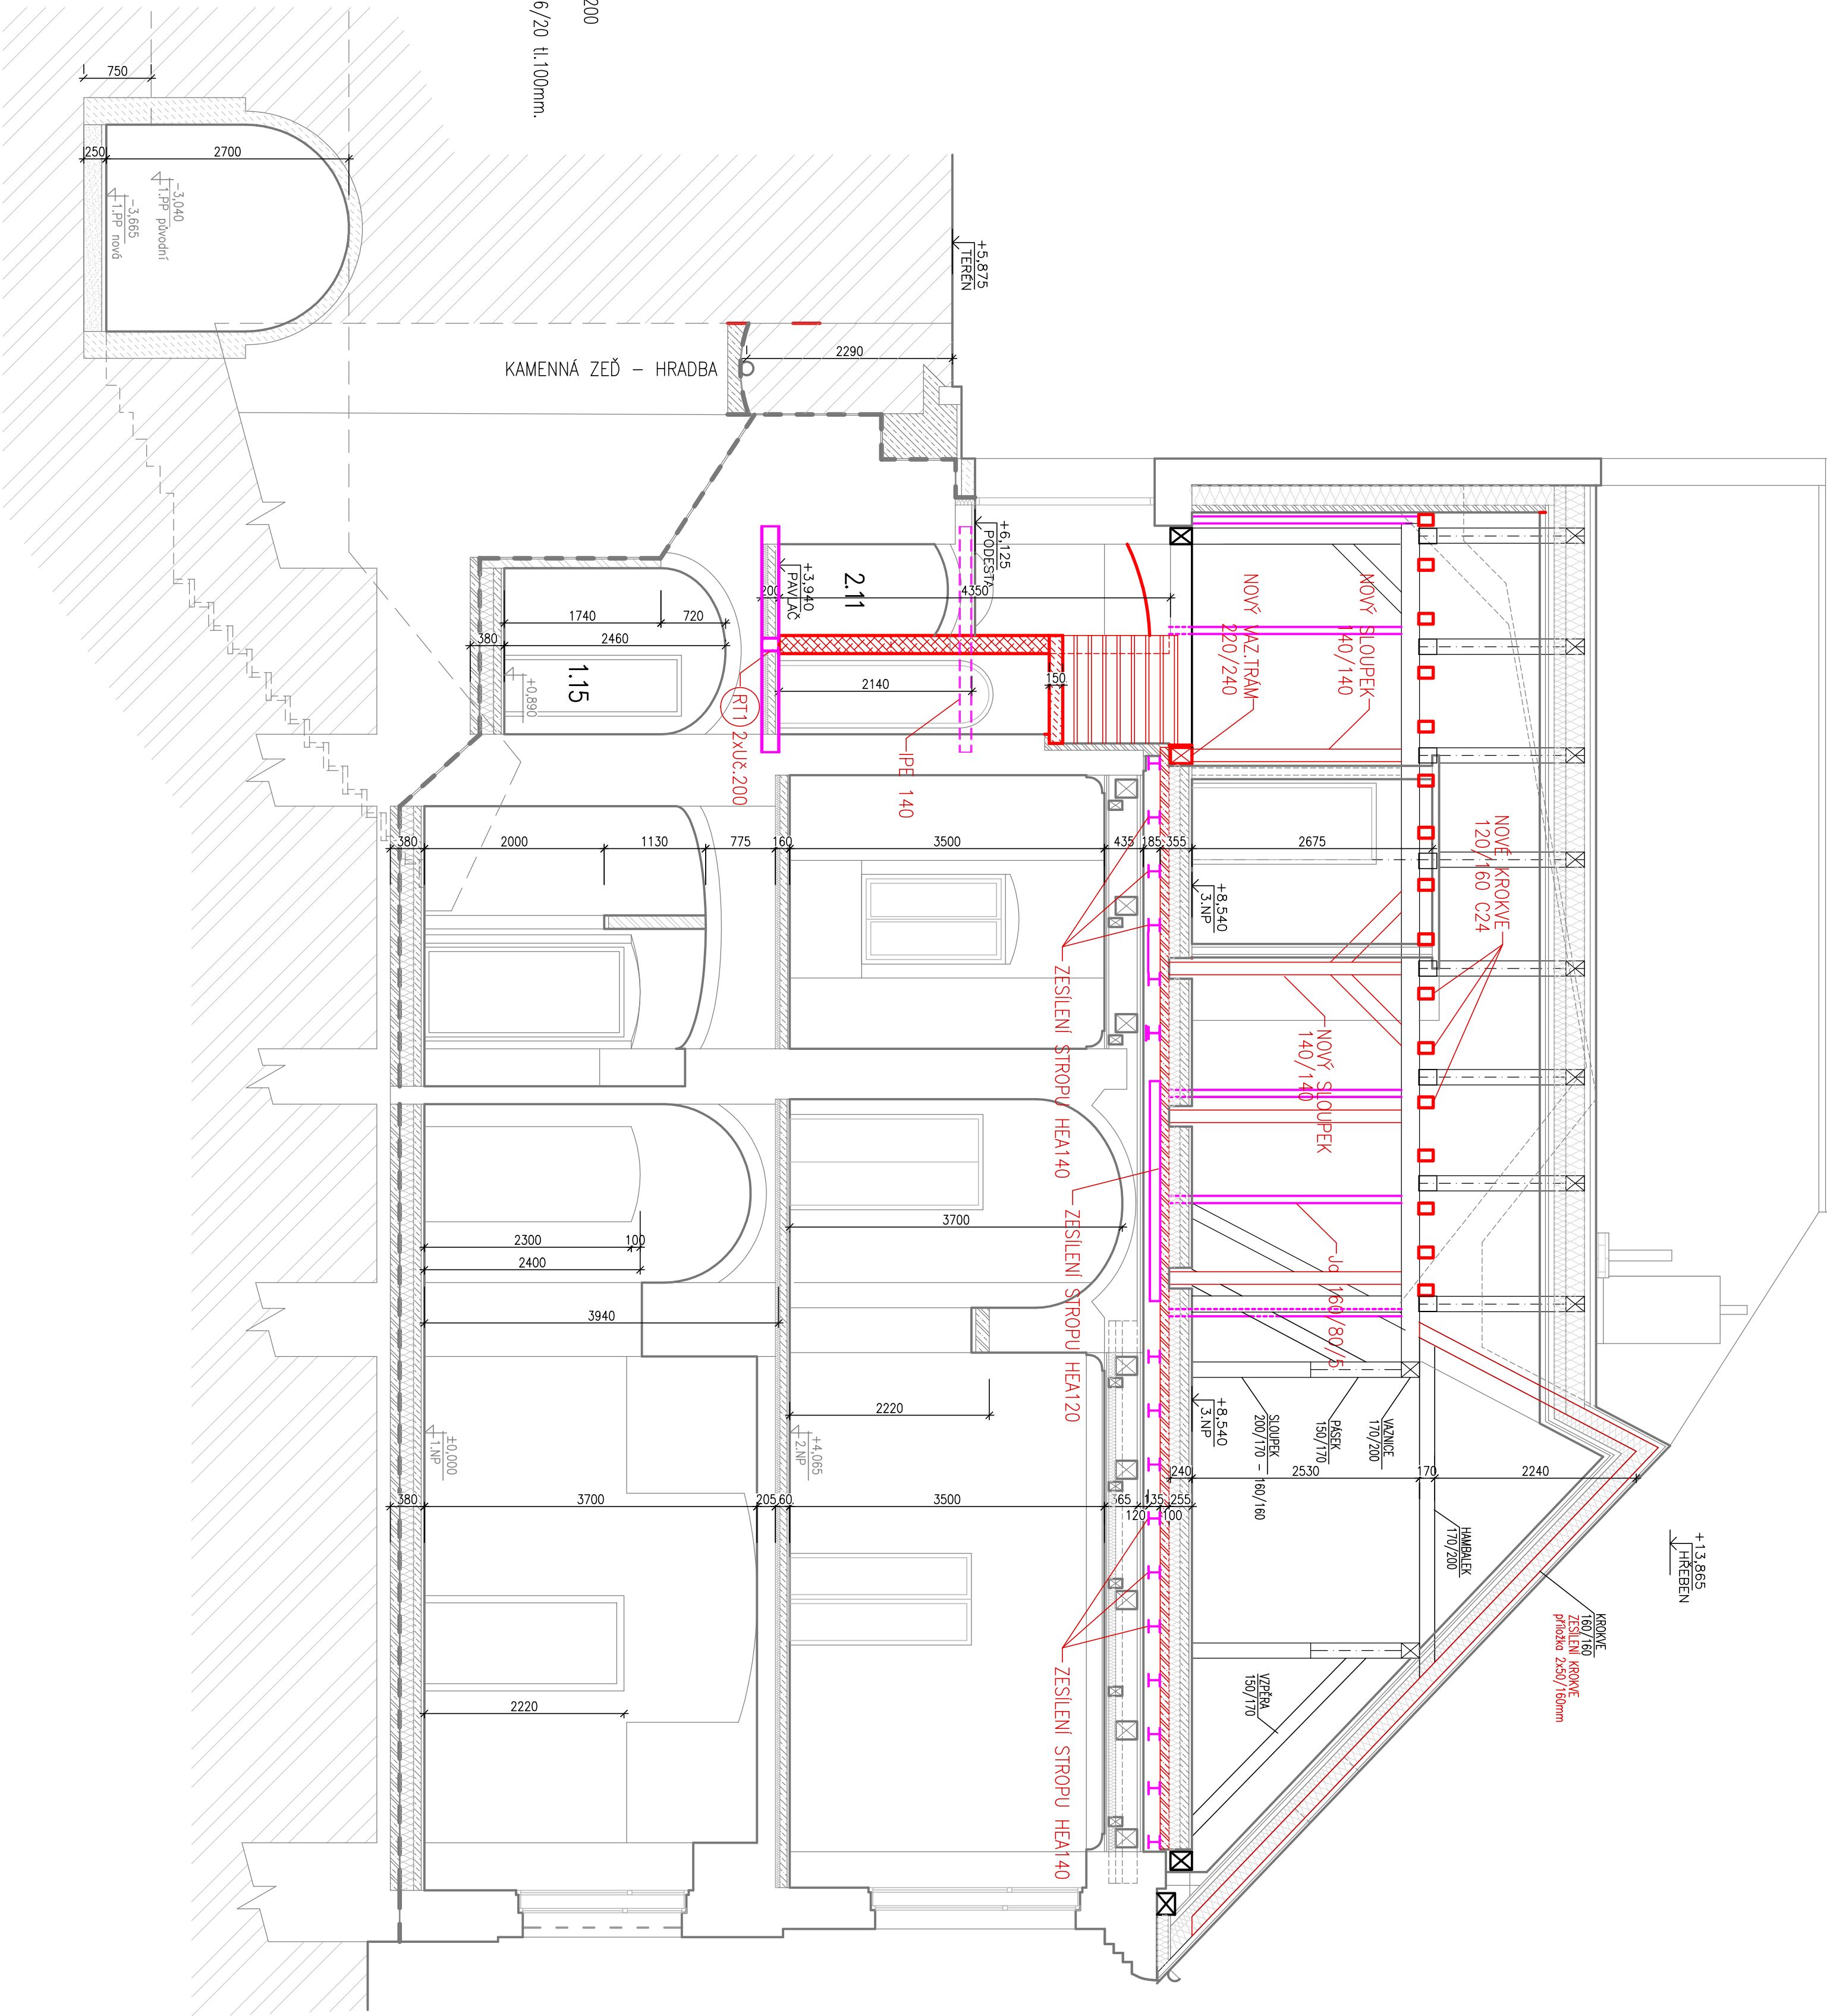 200
6/20 tl.100mm.
750
250
2700
-3,040
1.PP původní
-3,665
1.PP nová
+5,875
TERÉN
2290
KAMENNÁ ZEĎ - HRADBA
+6,125
PODESTA
+3,940
PAVLAČ
200
4350
2.11
2140
150
1740
720
380
2460
1.15
+0,890
RT1
2xUč.200
IPE 140
NOVÝ VAZ.TRÁM
220/240
NOVÝ SLOUPEK
140/140
NOVÉ KROKVE
120/160 C24
380
2000
1130
775
160
3500
435
185
355
2675
+8,540
3.NP
ZESÍLENÍ STROPU HEA140
NOVÝ SLOUPEK
140/140
ZESÍLENÍ STROPU HEA120
Jd 160/80/5
3700
2300
100
2400
3940
2220
+8,540
3.NP
SLOUPEK
200/170 - 160/160
PÁSEK
150/170
VAZNICE
170/200
±0,000
1.NP
+4,065
2.NP
240
2530
170
2240
380
3700
205
60
3500
365
135
255
120
100
HAMBALEK
170/200
+13,865
HŘEBEN
KROKVE
160/160
ZESÍLENÍ KROKVE
příložka 2x50/160mm
ZESÍLENÍ STROPU HEA140
VZPĚRA
150/170
2220